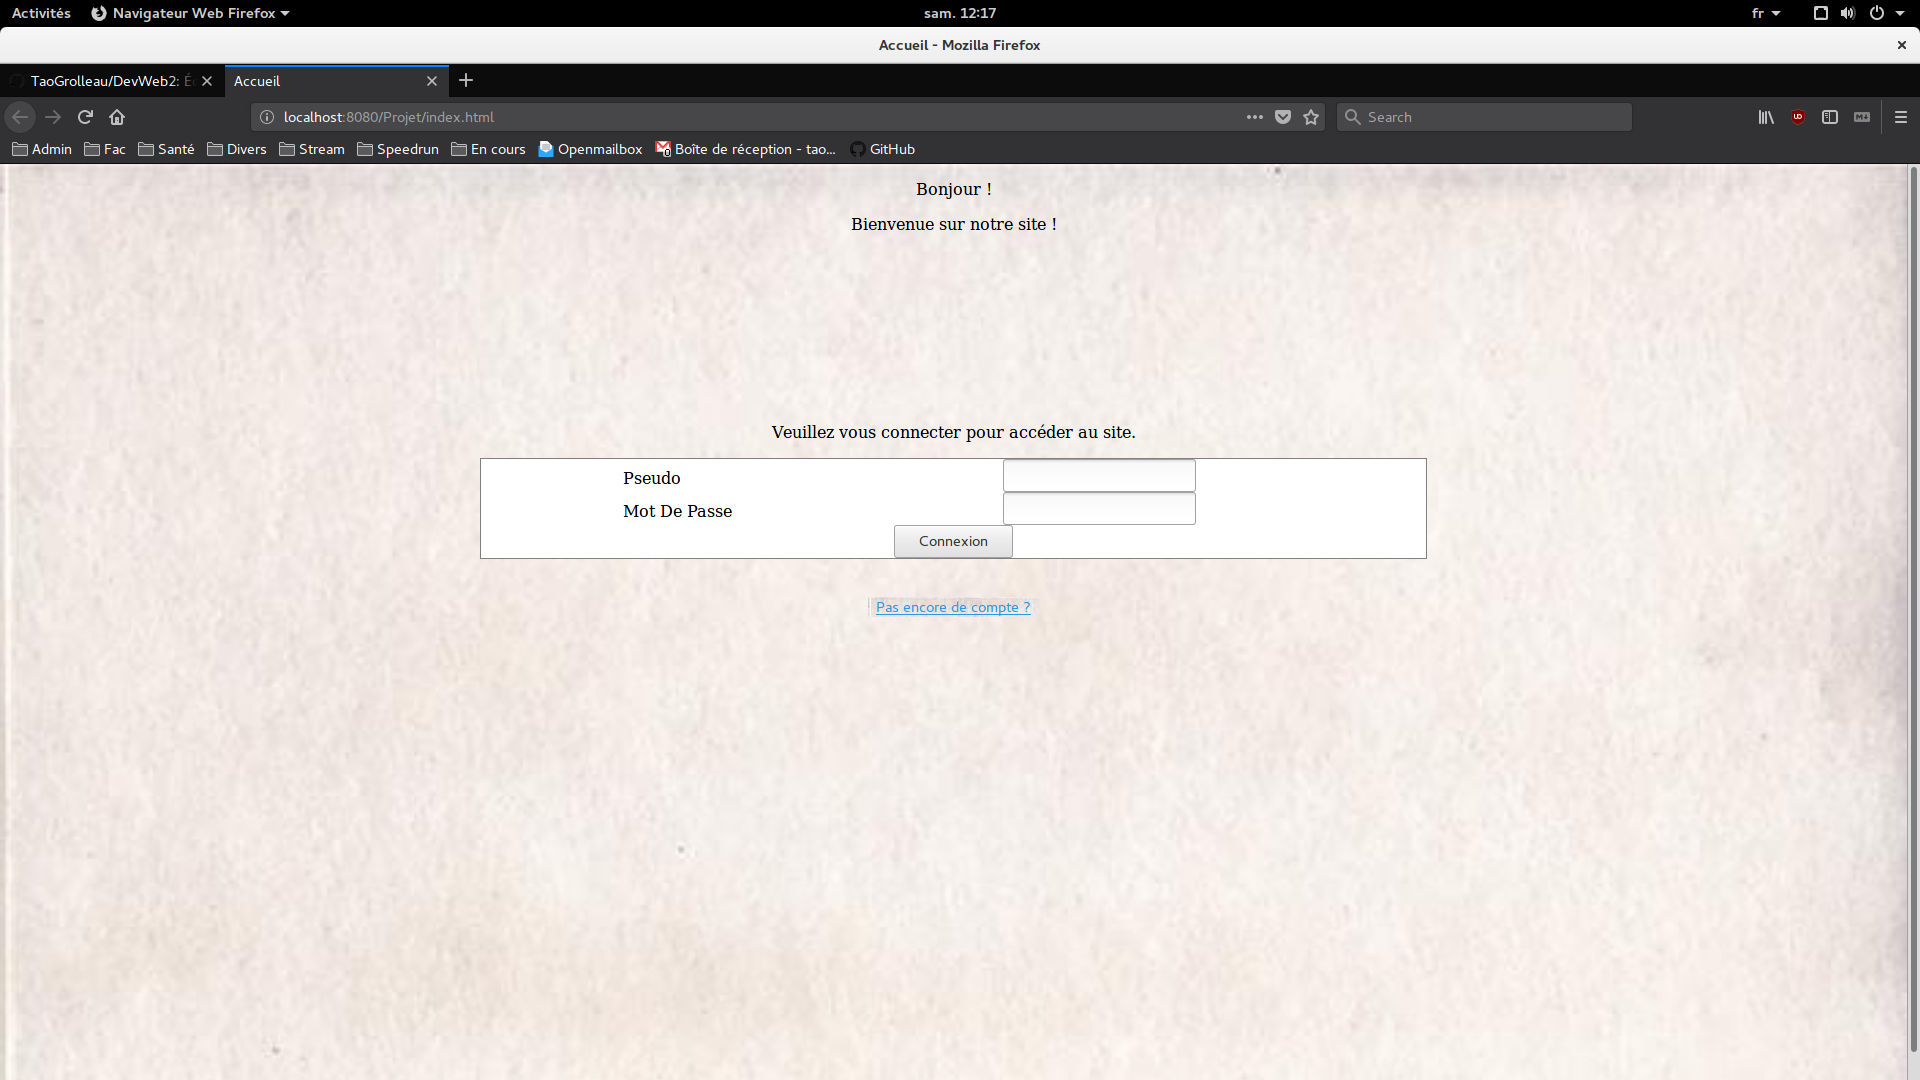 Activités Navigateur Web Firefox sam. 12:17 fr
Accueil - Mozilla Firefox
TaoGrolleau/DevWeb2: Accueil
localhost:8080/Projet/index.html Search
Admin Fac Santé Divers Stream Speedrun En cours Openmailbox Boîte de réception - tao... GitHub
Bonjour !
Bienvenue sur notre site !
Veuillez vous connecter pour accéder au site.
Pseudo
Mot De Passe
Connexion
Pas encore de compte ?